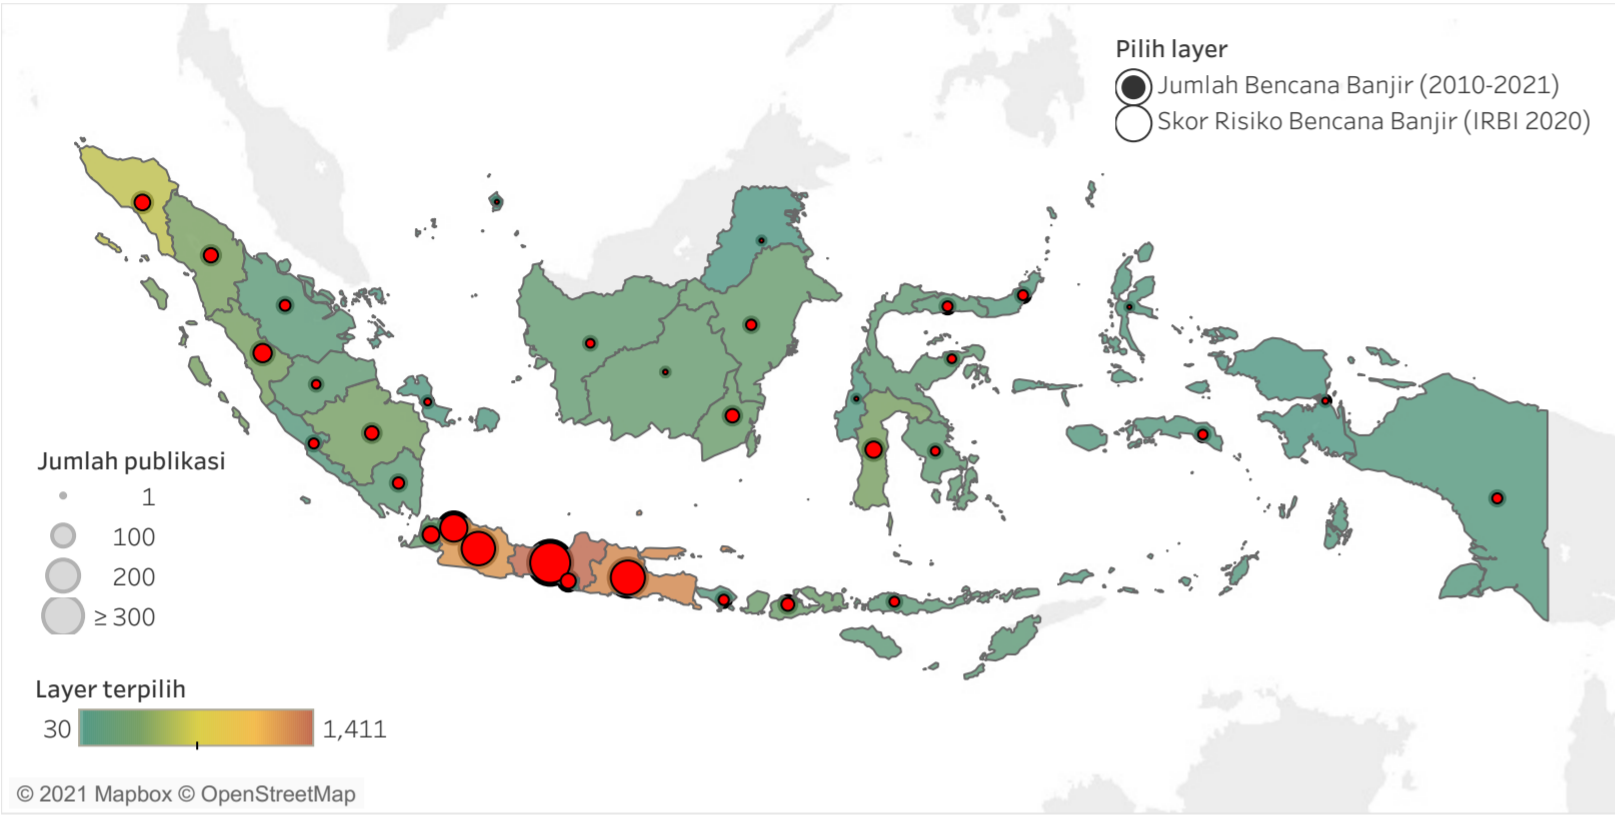 Pilih layer
Jumlah Bencana Banjir (2010-2021)
Skor Risiko Bencana Banjir (IRBI 2020)
Jumlah publikasi
1
100
200
≥ 300
Layer terpilih
30 1,411
© 2021 Mapbox © OpenStreetMap